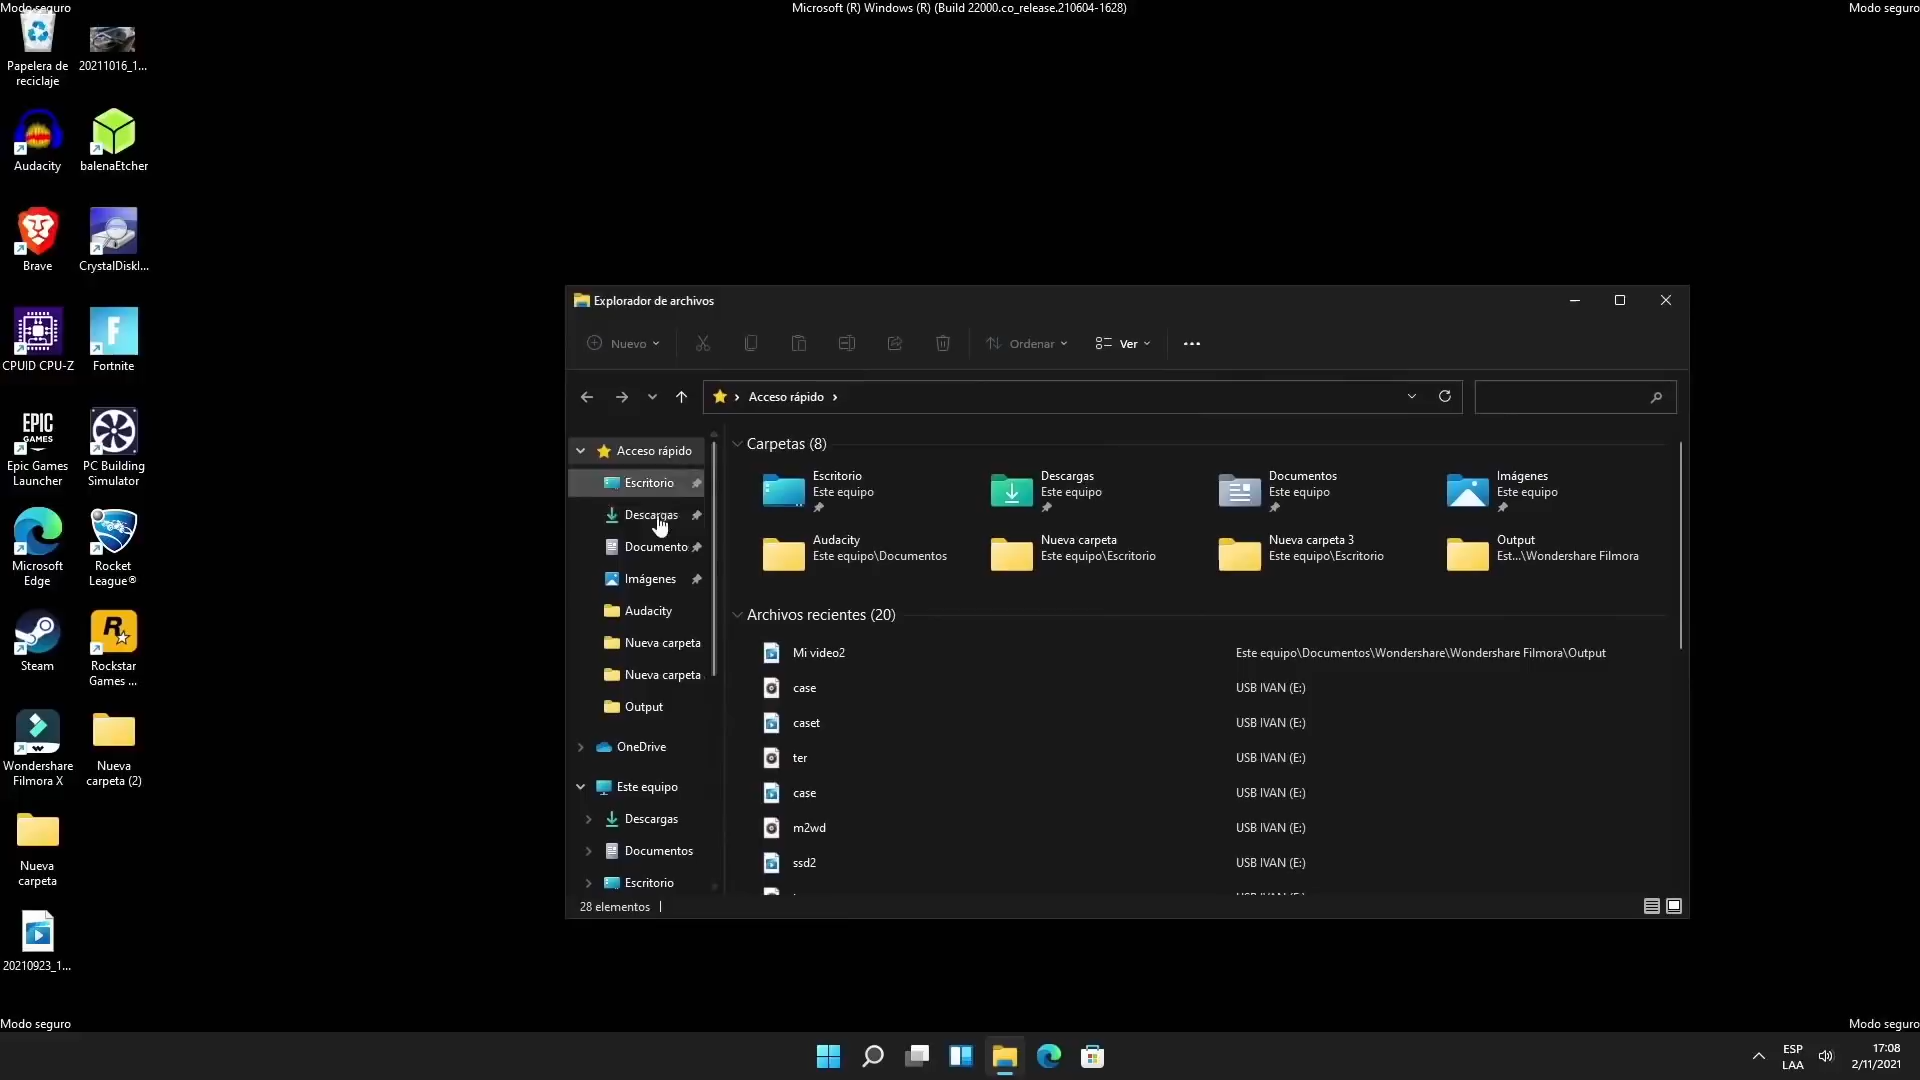 Modo seguro
Microsoft (R) Windows (R) (Build 22000.co_release.210604-1628)
Modo seguro
Papelera de
reciclaje
20211016_1...
Audacity
balenaEtcher
Brave
CrystalDiskI...
CPUID CPU-Z
Fortnite
EPIC
GAMES
Epic Games
Launcher
PC Building
Simulator
Microsoft
Edge
Rocket
League®
Steam
Rockstar
Games ...
Wondershare
Filmora X
Nueva
carpeta (2)
Nueva
carpeta
20210923_1...
Explorador de archivos
Nuevo
Ordenar
Ver
Acceso rápido
Acceso rápido
Escritorio
Descargas
Documento
Imágenes
Audacity
Nueva carpeta
Nueva carpeta
Output
OneDrive
Este equipo
Descargas
Documentos
Escritorio
Carpetas (8)
Escritorio
Este equipo
Descargas
Este equipo
Documentos
Este equipo
Imágenes
Este equipo
Audacity
Este equipo\Documentos
Nueva carpeta
Este equipo\Escritorio
Nueva carpeta 3
Este equipo\Escritorio
Output
Est...\Wondershare Filmora
Archivos recientes (20)
Mi video2 Este equipo\Documentos\Wondershare\Wondershare Filmora\Output
case USB IVAN (E:)
caset USB IVAN (E:)
ter USB IVAN (E:)
case USB IVAN (E:)
m2wd USB IVAN (E:)
ssd2 USB IVAN (E:)
28 elementos
Modo seguro
Modo seguro
ESP
LAA
17:08
2/11/2021